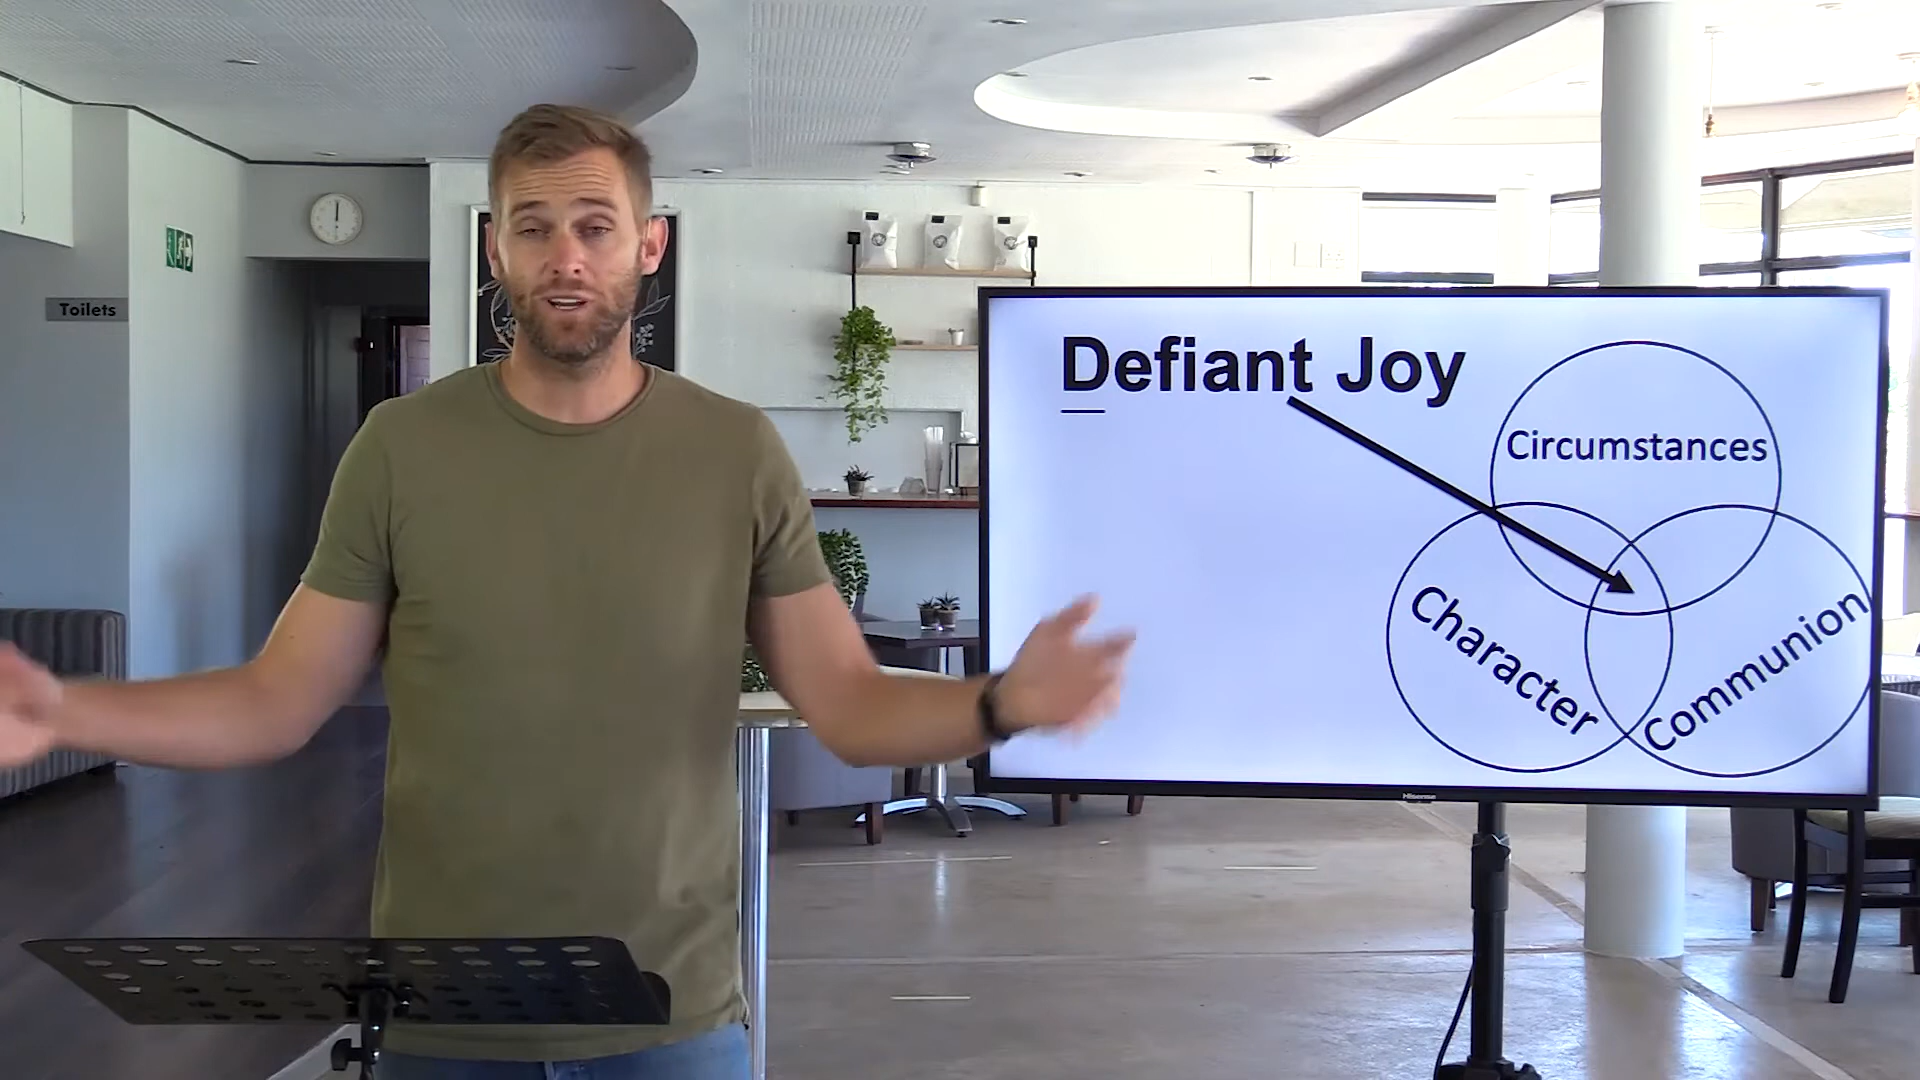 Toilets
Defiant Joy
Circumstances
Character
Communion
Hisense